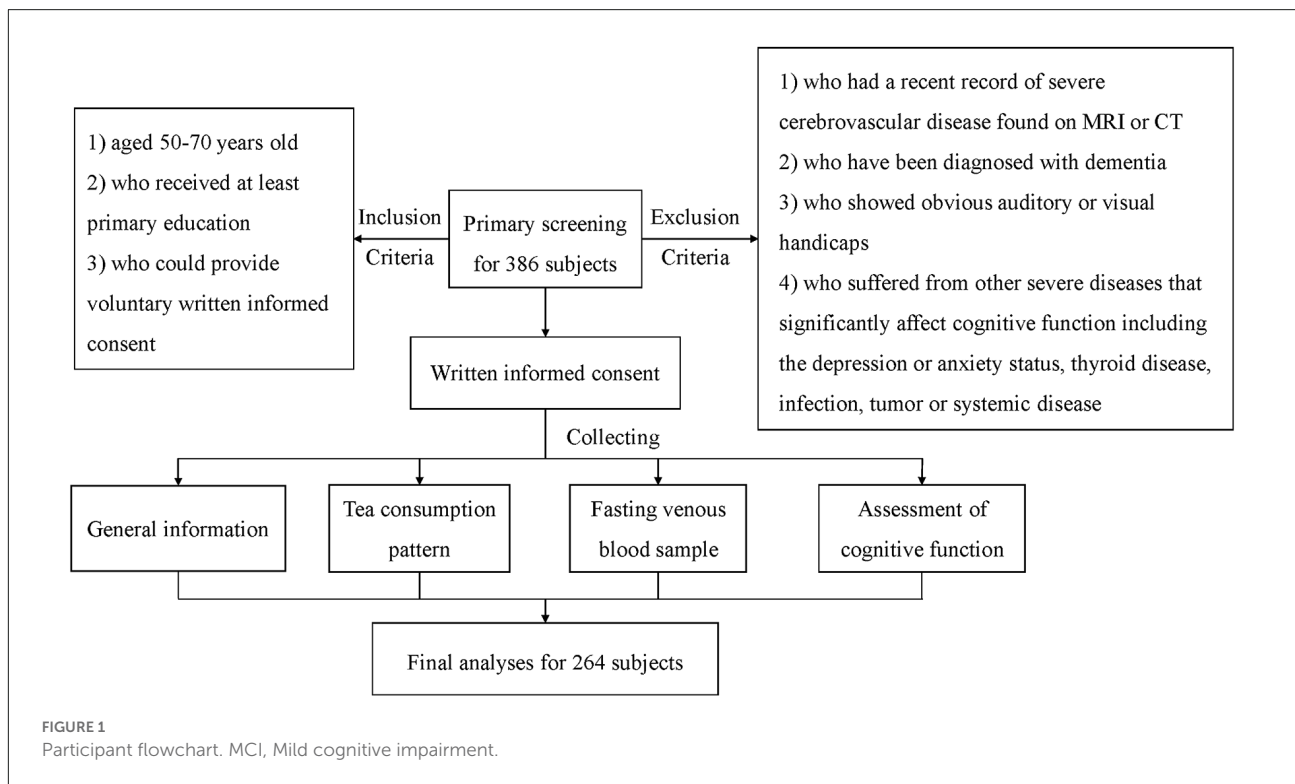 1) aged 50-70 years old
2) who received at least
primary education
3) who could provide
voluntary written informed
consent
Inclusion
Criteria
Primary screening
for 386 subjects
Exclusion
Criteria
1) who had a recent record of severe
cerebrovascular disease found on MRI or CT
2) who have been diagnosed with dementia
3) who showed obvious auditory or visual
handicaps
4) who suffered from other severe diseases that
significantly affect cognitive function including
the depression or anxiety status, thyroid disease,
infection, tumor or systemic disease
Written informed consent
Collecting
General information
Tea consumption
pattern
Fasting venous
blood sample
Assessment of
cognitive function
Final analyses for 264 subjects
FIGURE 1
Participant flowchart. MCI, Mild cognitive impairment.